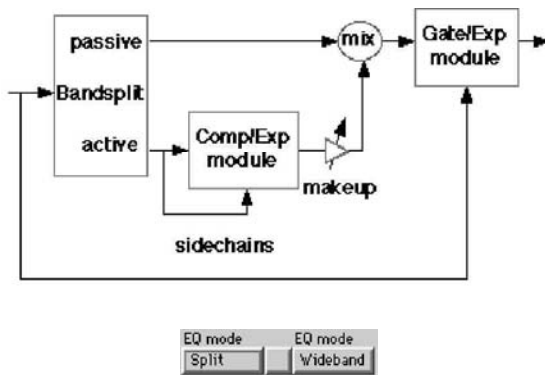 passive
Bandsplit
active
Comp/Exp
module
makeup
mix
Gate/Exp
module
sidechains
EQ mode
Split
EQ mode
Wideband